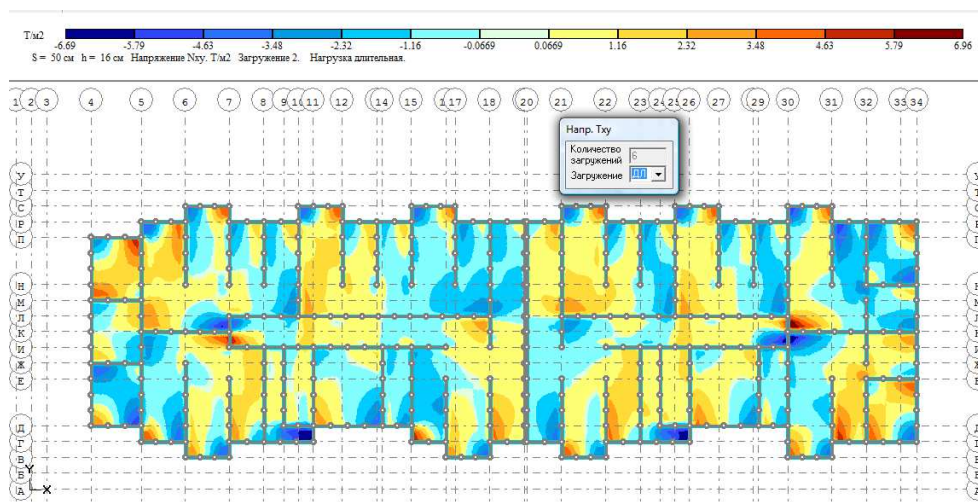 Т/м2
-6.69 -5.79 -4.63 -3.48 -2.32 -1.16 -0.0669 0.0669 1.16 2.32 3.48 4.63 5.79 6.96
S = 50 см h = 16 см Напряжение Nxy. Т/м2 Загружение 2. Нагрузка длительная.
1 2 3 4 5 6 7 8 9 10 11 12 14 15 1 17 18 20 21 22 23 24 25 26 27 29 30 31 32 33 34
Напр. Тху
Количество загружений 6
Загружение ДЛ
У
Т
С
Р
П
Н
М
Л
К
И
Ж
Е
Д
Г
В
Б
А
Y
X